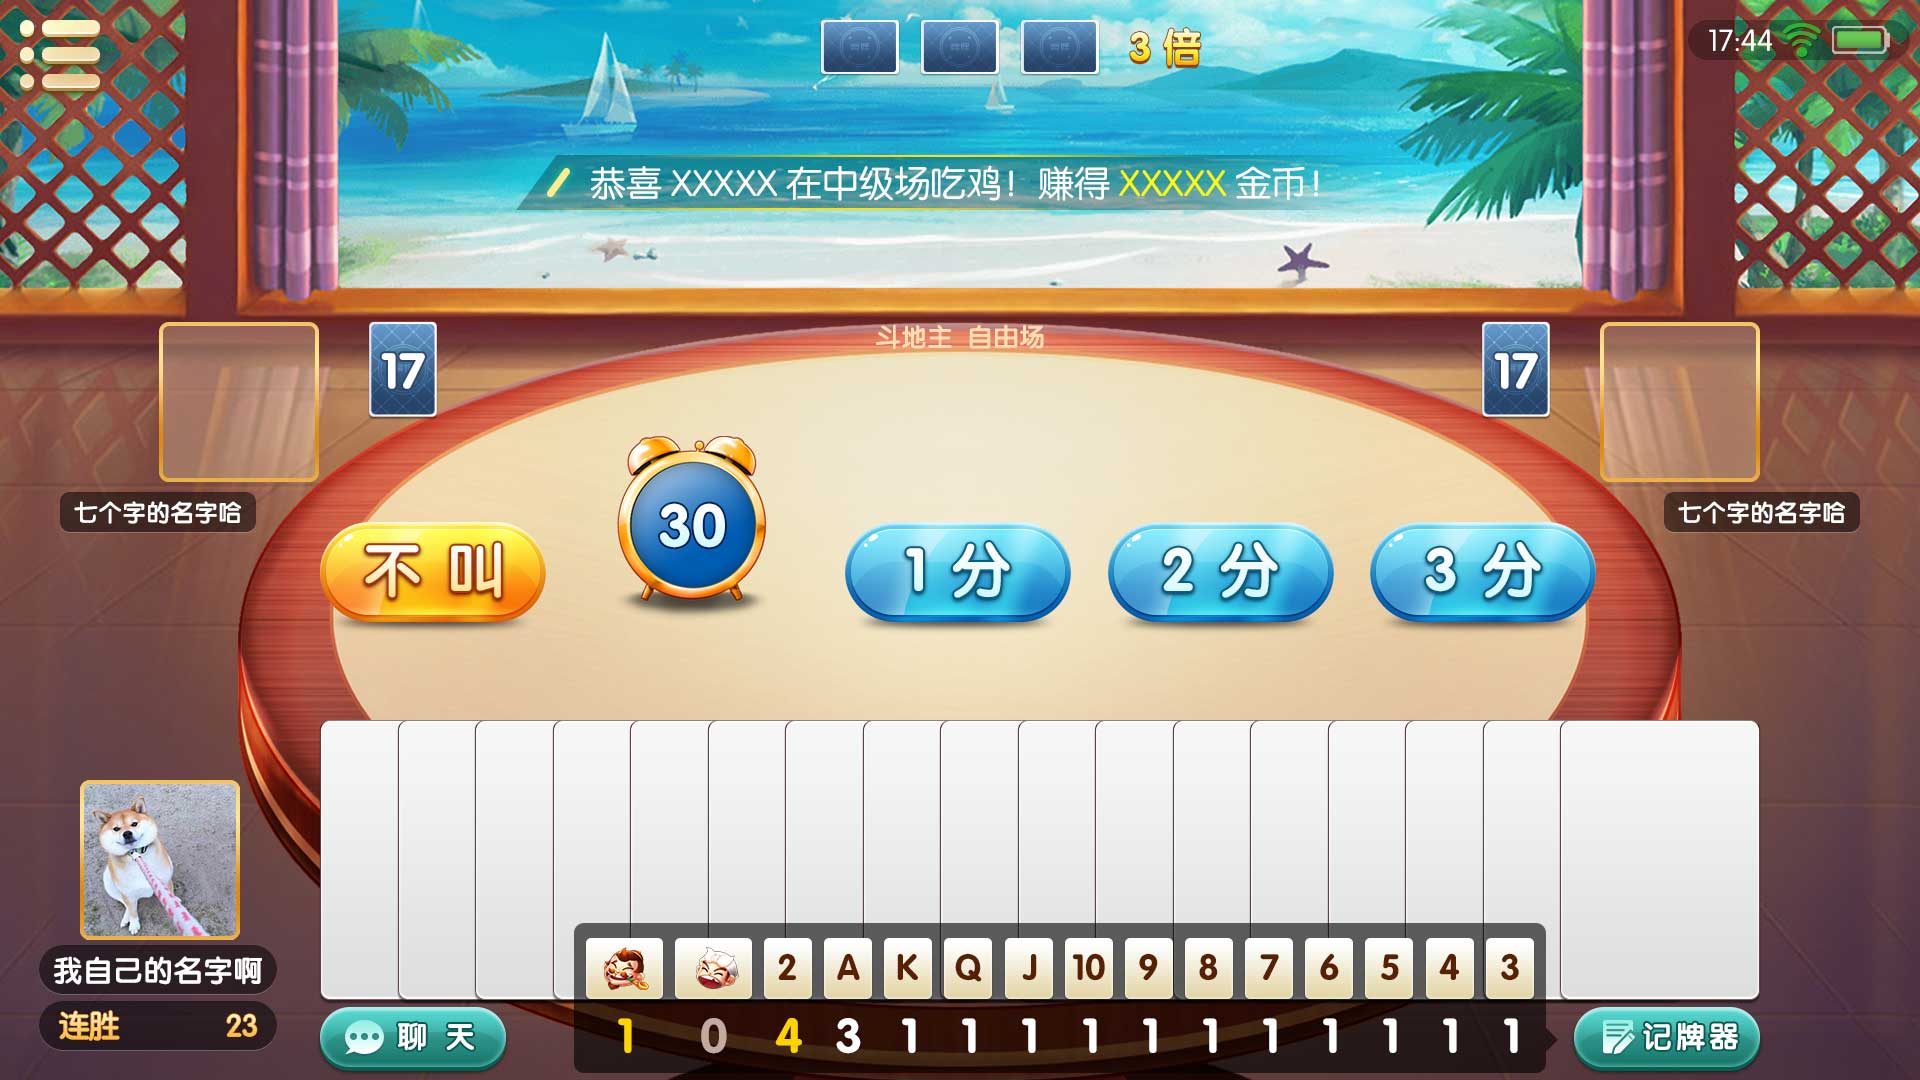 3 倍
17:44
恭喜 XXXXX 在中级场吃鸡！赚得 XXXXX 金币！
斗地主 自由场
17
17
七个字的名字哈
七个字的名字哈
不 叫
30
1 分
2 分
3 分
我自己的名字啊
连胜 23
聊 天
2 A K Q J 10 9 8 7 6 5 4 3
1 0 4 3 1 1 1 1 1 1 1 1 1 1 1
记牌器